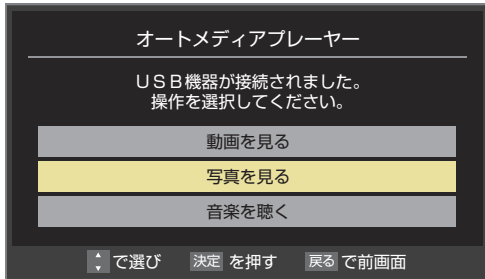 オートメディアプレーヤー
ＵＳＢ機器が接続されました。
操作を選択してください。
動画を見る
写真を見る
音楽を聴く
で選び 決定 を押す 戻る で前画面